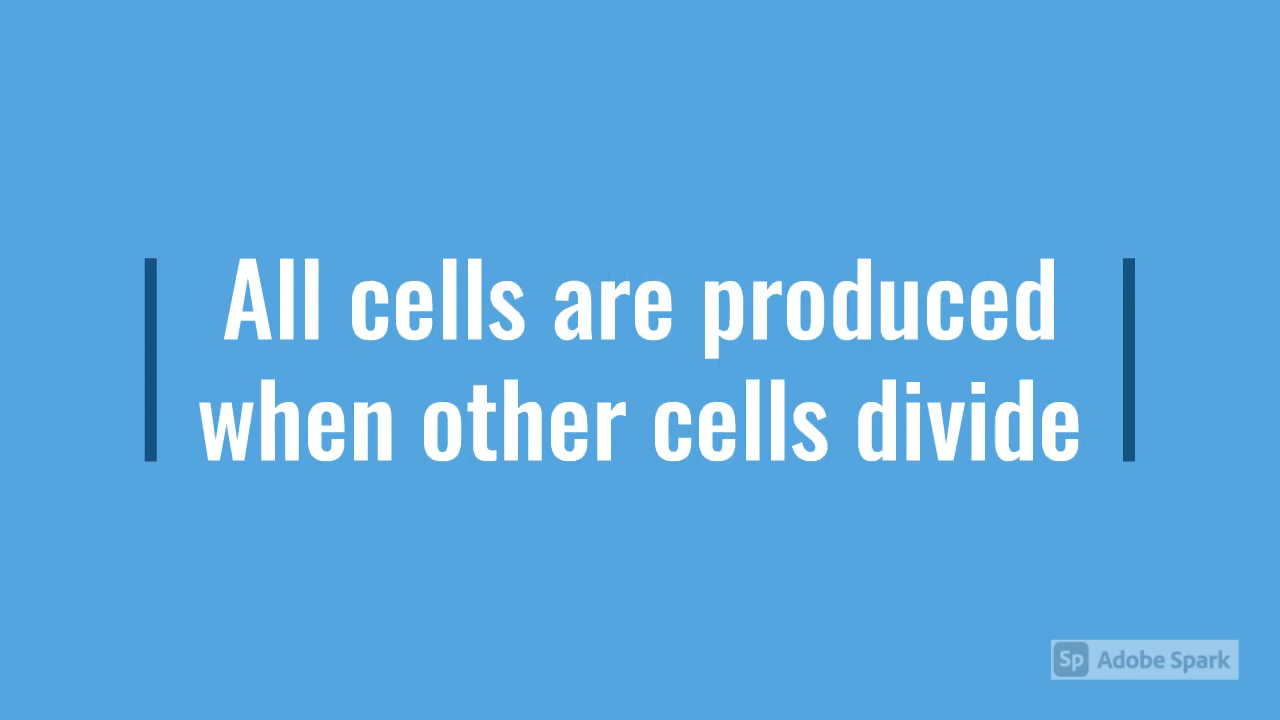 All cells are produced
when other cells divide
Sp Adobe Spark